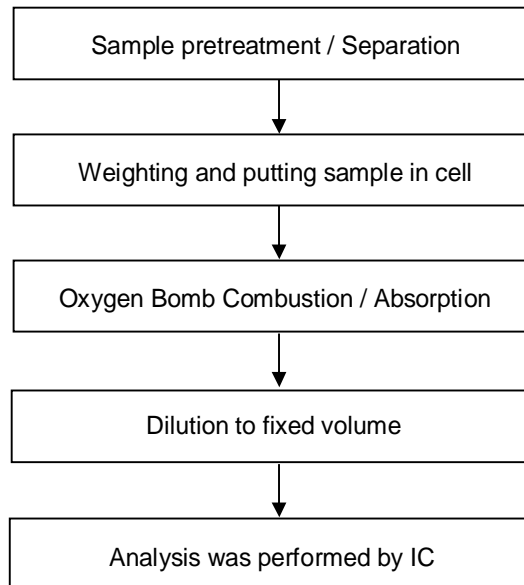 Sample pretreatment / Separation
Weighting and putting sample in cell
Oxygen Bomb Combustion / Absorption
Dilution to fixed volume
Analysis was performed by IC